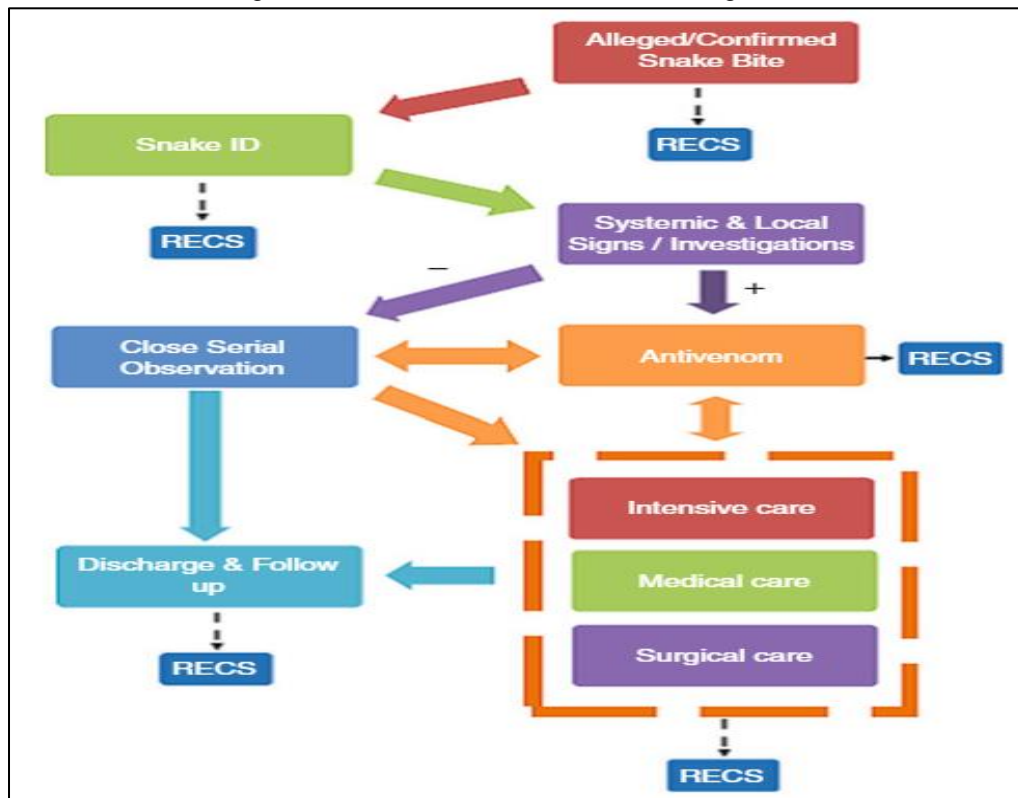 Alleged/Confirmed
Snake Bite
RECS
Snake ID
RECS
Systemic & Local
Signs / Investigations
–
+
Close Serial
Observation
Antivenom
RECS
Intensive care
Medical care
Surgical care
Discharge & Follow
up
RECS
RECS